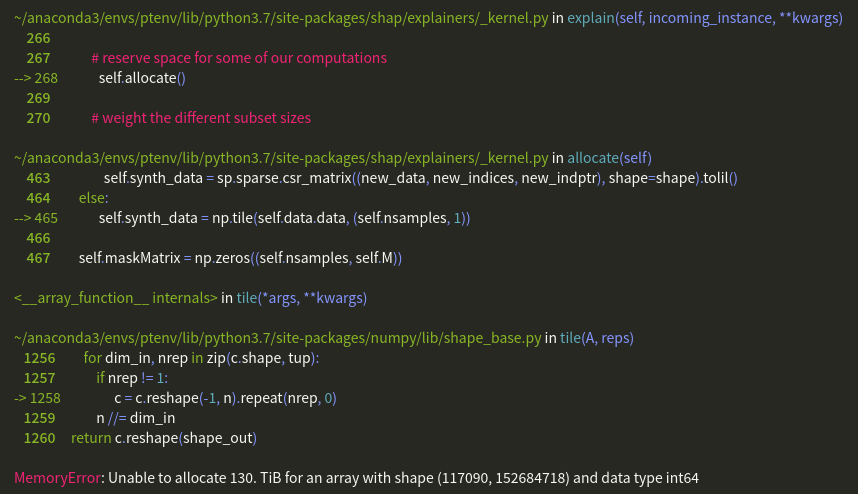 ~/anaconda3/envs/ptenv/lib/python3.7/site-packages/shap/explainers/_kernel.py in explain(self, incoming_instance, **kwargs)
266
267 # reserve space for some of our computations
--> 268 self.allocate()
269
270 # weight the different subset sizes
~/anaconda3/envs/ptenv/lib/python3.7/site-packages/shap/explainers/_kernel.py in allocate(self)
463 self.synth_data = sp.sparse.csr_matrix((new_data, new_indices, new_indptr), shape=shape).tolil()
464 else:
--> 465 self.synth_data = np.tile(self.data.data, (self.nsamples, 1))
466
467 self.maskMatrix = np.zeros((self.nsamples, self.M))
<__array_function__ internals> in tile(*args, **kwargs)
~/anaconda3/envs/ptenv/lib/python3.7/site-packages/numpy/lib/shape_base.py in tile(A, reps)
1256 for dim_in, nrep in zip(c.shape, tup):
1257 if nrep != 1:
-> 1258 c = c.reshape(-1, n).repeat(nrep, 0)
1259 n //= dim_in
1260 return c.reshape(shape_out)
MemoryError: Unable to allocate 130. TiB for an array with shape (117090, 152684718) and data type int64